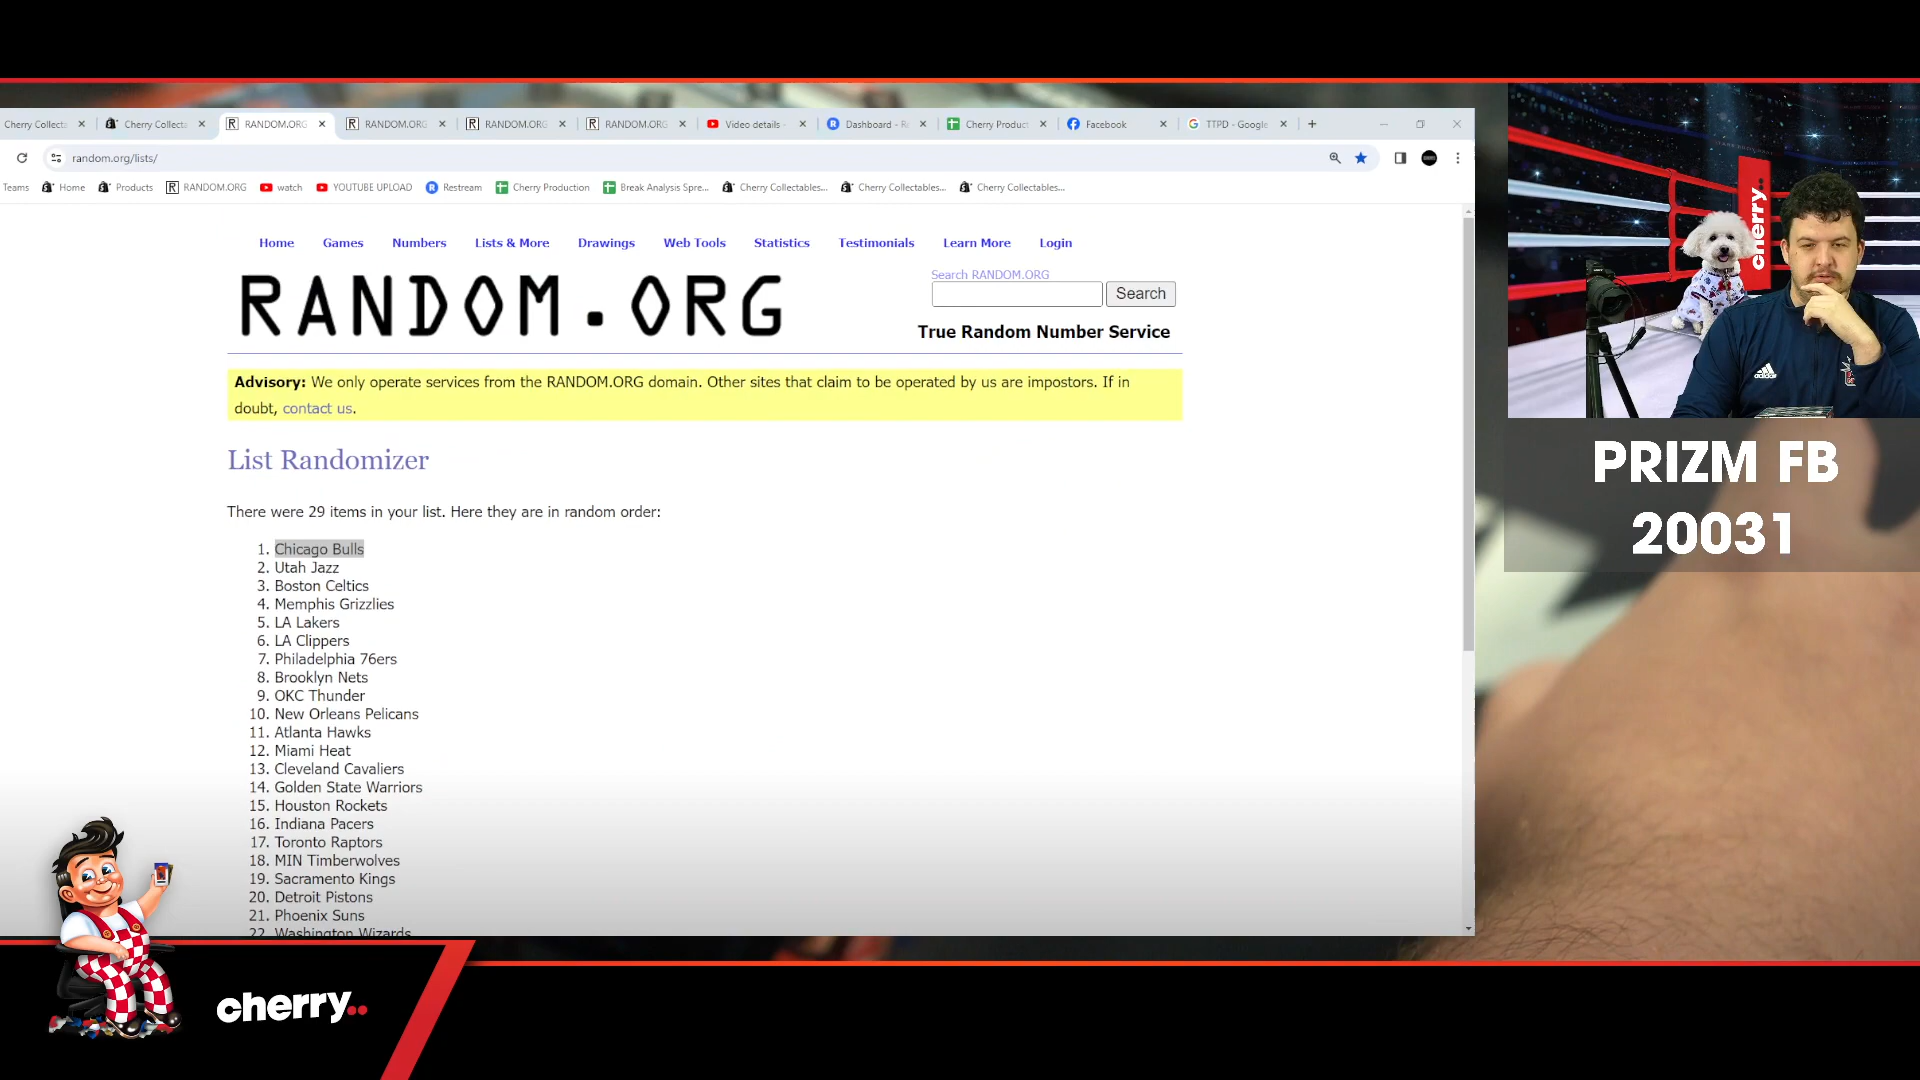 Cherry Collecta
Cherry Collecta
RANDOM.ORG
RANDOM.ORG
RANDOM.ORG
RANDOM.ORG
Video details -
Dashboard - Re
Cherry Product
Facebook
TTPD - Google
random.org/lists/
Teams
Home
Products
RANDOM.ORG
watch
YOUTUBE UPLOAD
Restream
Cherry Production
Break Analysis Spre...
Cherry Collectables...
Cherry Collectables...
Cherry Collectables...
Home Games Numbers Lists & More Drawings Web Tools Statistics Testimonials Learn More Login
RANDOM.ORG
Search RANDOM.ORG
Search
True Random Number Service
Advisory: We only operate services from the RANDOM.ORG domain. Other sites that claim to be operated by us are impostors. If in
doubt, contact us.
List Randomizer
There were 29 items in your list. Here they are in random order:
1. Chicago Bulls
2. Utah Jazz
3. Boston Celtics
4. Memphis Grizzlies
5. LA Lakers
6. LA Clippers
7. Philadelphia 76ers
8. Brooklyn Nets
9. OKC Thunder
10. New Orleans Pelicans
11. Atlanta Hawks
12. Miami Heat
13. Cleveland Cavaliers
14. Golden State Warriors
15. Houston Rockets
16. Indiana Pacers
17. Toronto Raptors
18. MIN Timberwolves
19. Sacramento Kings
20. Detroit Pistons
21. Phoenix Suns
22. Washington Wizards
cherry..
adidas
PRIZM FB
20031
cherry..